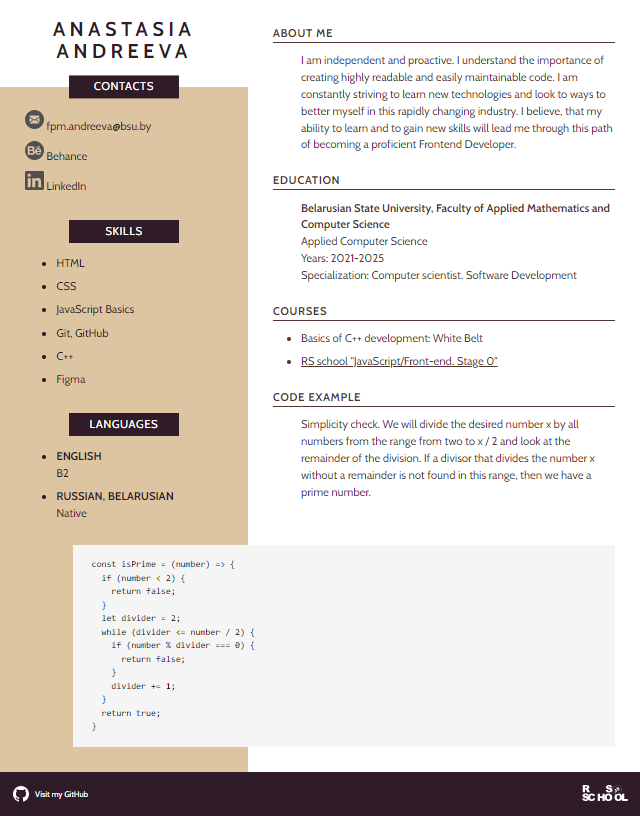 ANASTASIA
ANDREEVA
CONTACTS
fpm.andreeva@bsu.by
Bē
Behance
in
LinkedIn
SKILLS
HTML
CSS
JavaScript Basics
Git, GitHub
C++
Figma
LANGUAGES
ENGLISH
B2
RUSSIAN, BELARUSIAN
Native
ABOUT ME
I am independent and proactive. I understand the importance of
creating highly readable and easily maintainable code. I am
constantly striving to learn new technologies and look to ways to
better myself in this rapidly changing industry. I believe, that my
ability to learn and to gain new skills will lead me through this path
of becoming a proficient Frontend Developer.
EDUCATION
Belarusian State University, Faculty of Applied Mathematics and
Computer Science
Applied Computer Science
Years: 2021-2025
Specialization: Computer scientist. Software Development
COURSES
Basics of C++ development: White Belt
RS school "JavaScript/Front-end. Stage 0"
CODE EXAMPLE
Simplicity check. We will divide the desired number x by all
numbers from the range from two to x / 2 and look at the
remainder of the division. If a divisor that divides the number x
without a remainder is not found in this range, then we have a
prime number.
const isPrime = (number) => {
if (number < 2) {
return false;
}
let divider = 2;
while (divider <= number / 2) {
if (number % divider === 0) {
return false;
}
divider += 1;
}
return true;
}
Visit my GitHub
R S
SCHOOL